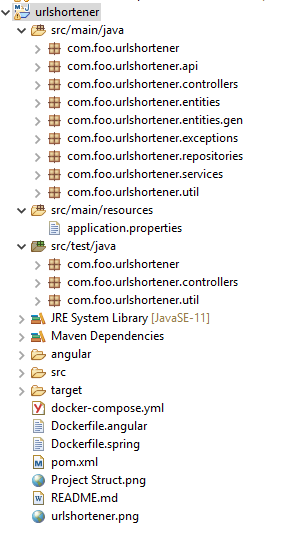 urlshortener
src/main/java
com.foo.urlshortener
com.foo.urlshortener.api
com.foo.urlshortener.controllers
com.foo.urlshortener.entities
com.foo.urlshortener.entities.gen
com.foo.urlshortener.exceptions
com.foo.urlshortener.repositories
com.foo.urlshortener.services
com.foo.urlshortener.util
src/main/resources
application.properties
src/test/java
com.foo.urlshortener
com.foo.urlshortener.controllers
com.foo.urlshortener.util
JRE System Library [JavaSE-11]
Maven Dependencies
angular
src
target
docker-compose.yml
Dockerfile.angular
Dockerfile.spring
pom.xml
Project Struct.png
README.md
urlshortener.png